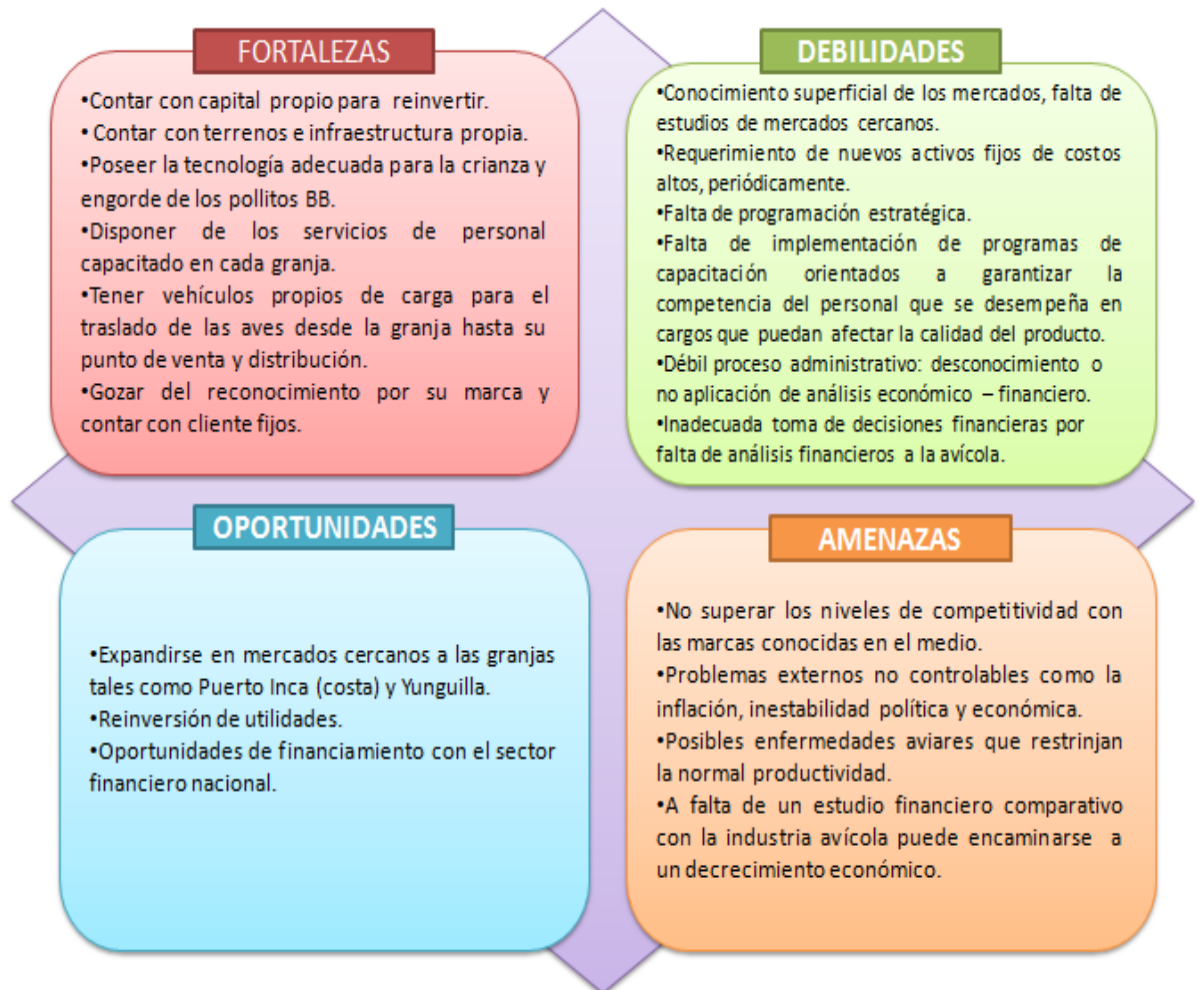 FORTALEZAS
•Contar con capital propio para reinvertir.
• Contar con terrenos e infraestructura propia.
•Poseer la tecnología adecuada para la crianza y
engorde de los pollitos BB.
•Disponer de los servicios de personal
capacitado en cada granja.
•Tener vehículos propios de carga para el
traslado de las aves desde la granja hasta su
punto de venta y distribución.
•Gozar del reconocimiento por su marca y
contar con cliente fijos.
DEBILIDADES
•Conocimiento superficial de los mercados, falta de
estudios de mercados cercanos.
•Requerimiento de nuevos activos fijos de costos
altos, periódicamente.
•Falta de programación estratégica.
•Falta de implementación de programas de
capacitación orientados a garantizar la
competencia del personal que se desempeña en
cargos que puedan afectar la calidad del producto.
•Débil proceso administrativo: desconocimiento o
no aplicación de análisis económico – financiero.
•Inadecuada toma de decisiones financieras por
falta de análisis financieros a la avícola.
OPORTUNIDADES
•Expandirse en mercados cercanos a las granjas
tales como Puerto Inca (costa) y Yunguilla.
•Reinversión de utilidades.
•Oportunidades de financiamiento con el sector
financiero nacional.
AMENAZAS
•No superar los niveles de competitividad con
las marcas conocidas en el medio.
•Problemas externos no controlables como la
inflación, inestabilidad política y económica.
•Posibles enfermedades aviares que restrinjan
la normal productividad.
•A falta de un estudio financiero comparativo
con la industria avícola puede encaminarse a
un decrecimiento económico.